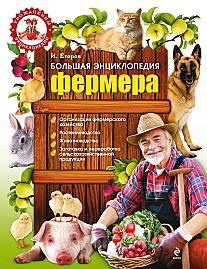 И. Егоров
БОЛЬШАЯ ЭНЦИКЛОПЕДИЯ
фермера
Организация фермерского
хозяйства
Растениеводство
Животноводство
Заготовка и переработка
сельскохозяйственной
продукции